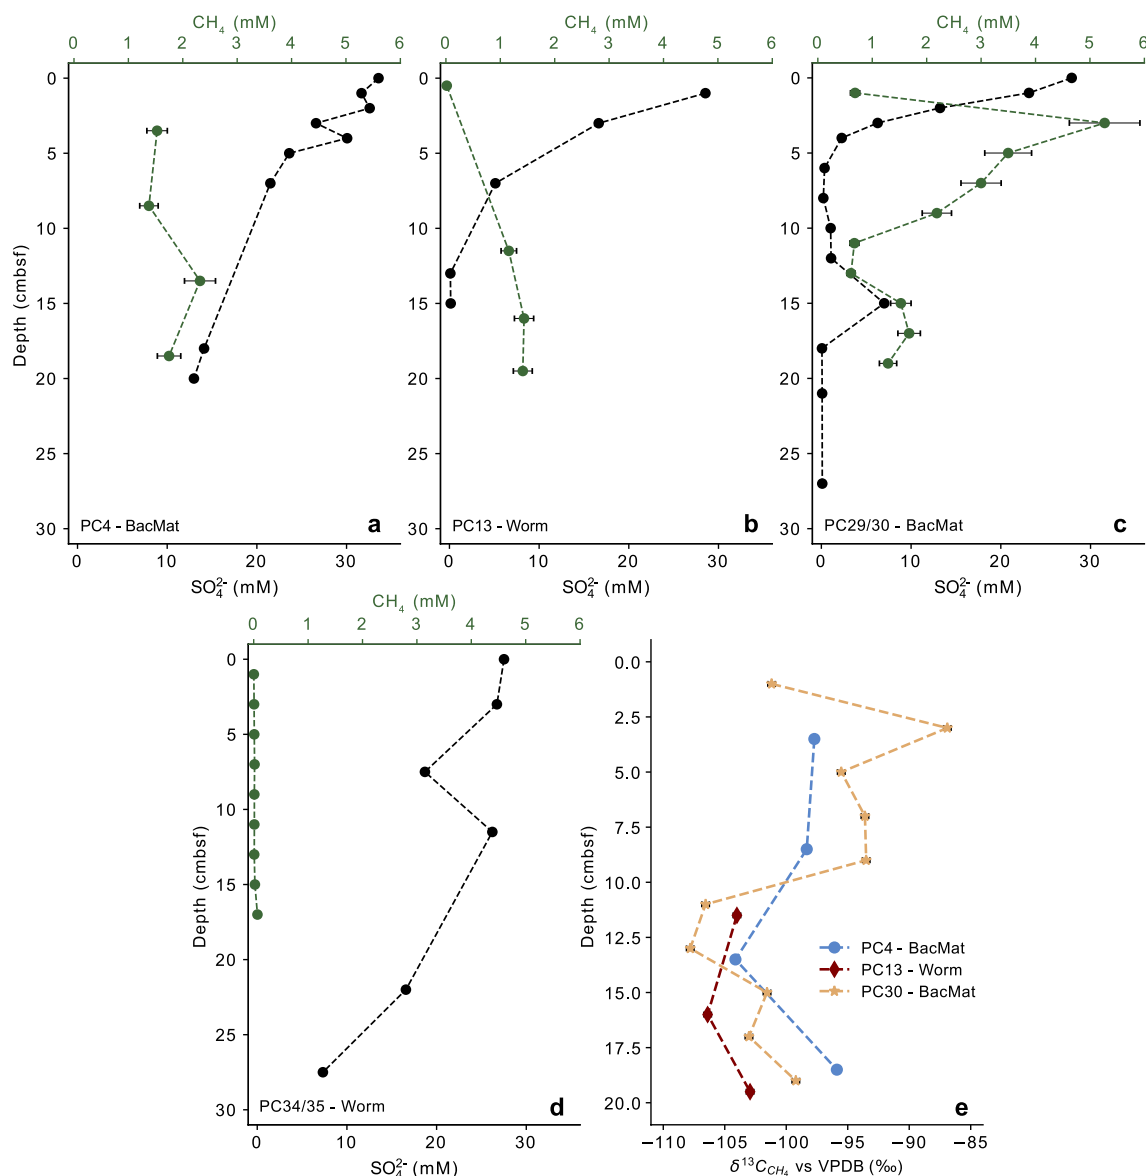 CH₄ (mM) CH₄ (mM) CH₄ (mM)
0 1 2 3 4 5 6 0 1 2 3 4 5 6 0 1 2 3 4 5 6
Depth (cmbsf)
0 0 0
5 5 5
10 10 10
15 15 15
20 20 20
25 25 25
30 30 30
PC4 - BacMat a PC13 - Worm b PC29/30 - BacMat c
0 10 20 30 0 10 20 30 0 10 20 30
SO₄²⁻ (mM) SO₄²⁻ (mM) SO₄²⁻ (mM)
CH₄ (mM)
0 1 2 3 4 5 6
Depth (cmbsf)
0
5
10
15
20
25
30
PC34/35 - Worm d
0 10 20 30
SO₄²⁻ (mM)
Depth (cmbsf)
0.0
2.5
5.0
7.5
10.0
12.5
15.0
17.5
20.0
PC4 - BacMat
PC13 - Worm
PC30 - BacMat
e
−110 −105 −100 −95 −90 −85
δ¹³C_CH₄ vs VPDB (‰)